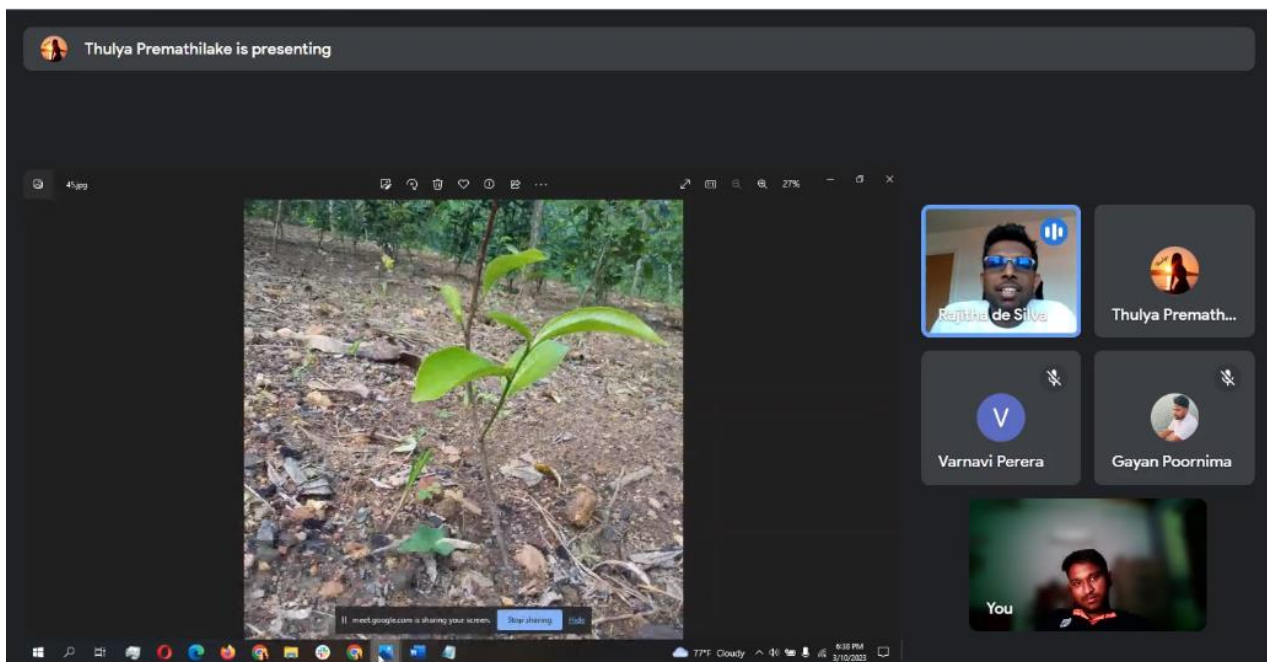 Thulya Premathilake is presenting
45.jpg
27%
Rajitha de Silva
Thulya Premath...
V
Varnavi Perera
Gayan Poornima
You
meet.google.com is sharing your screen.
Stop sharing
Hide
77°F Cloudy
6:38 PM
3/10/2023